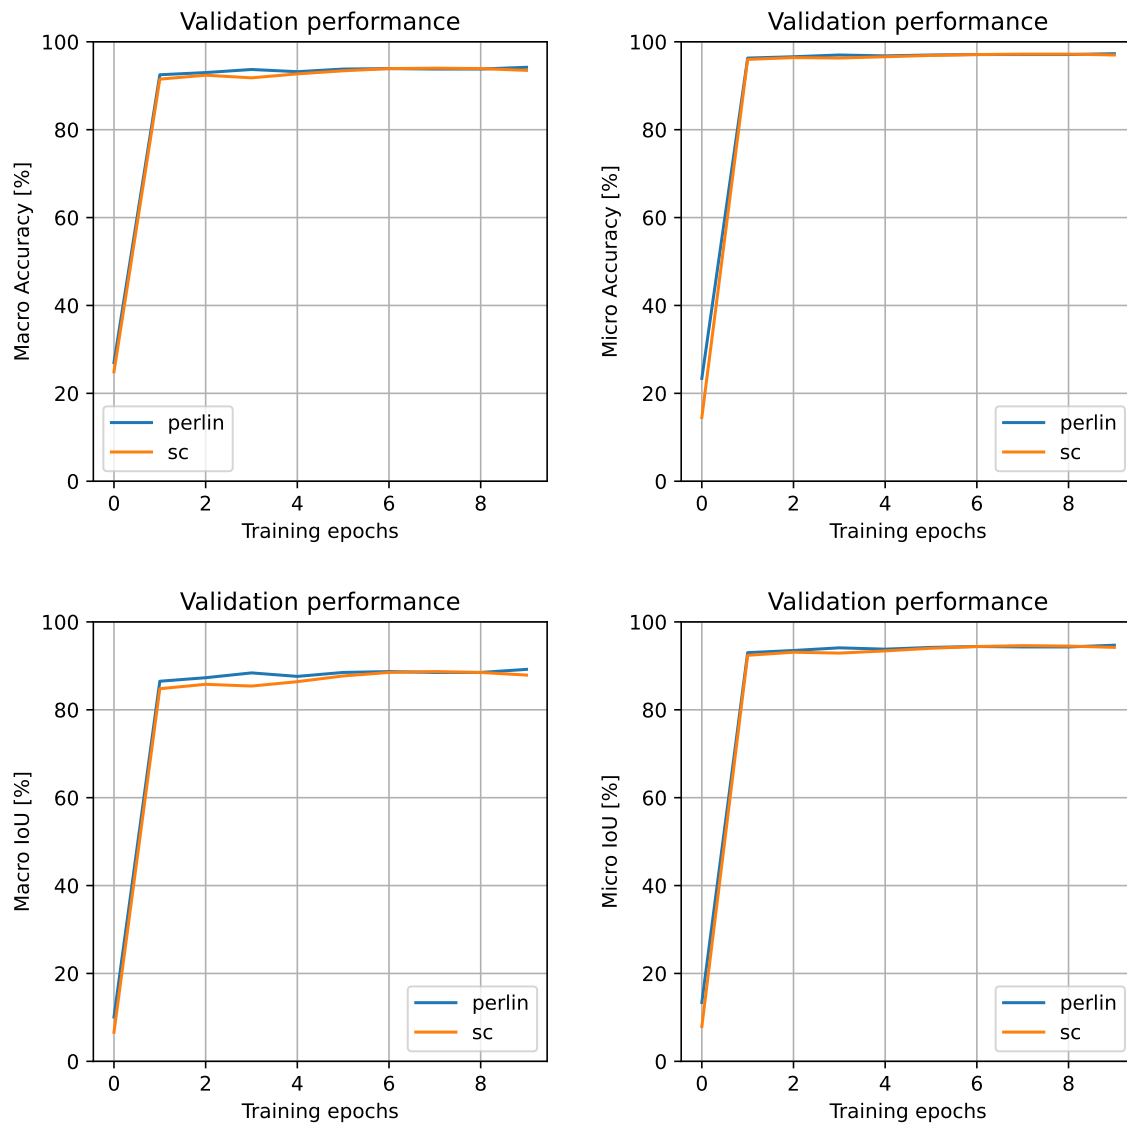 Validation performance
100
80
60
40
20
0
Macro Accuracy [%]
perlin
sc
0 2 4 6 8
Training epochs
Validation performance
100
80
60
40
20
0
Micro Accuracy [%]
perlin
sc
0 2 4 6 8
Training epochs
Validation performance
100
80
60
40
20
0
Macro IoU [%]
perlin
sc
0 2 4 6 8
Training epochs
Validation performance
100
80
60
40
20
0
Micro IoU [%]
perlin
sc
0 2 4 6 8
Training epochs